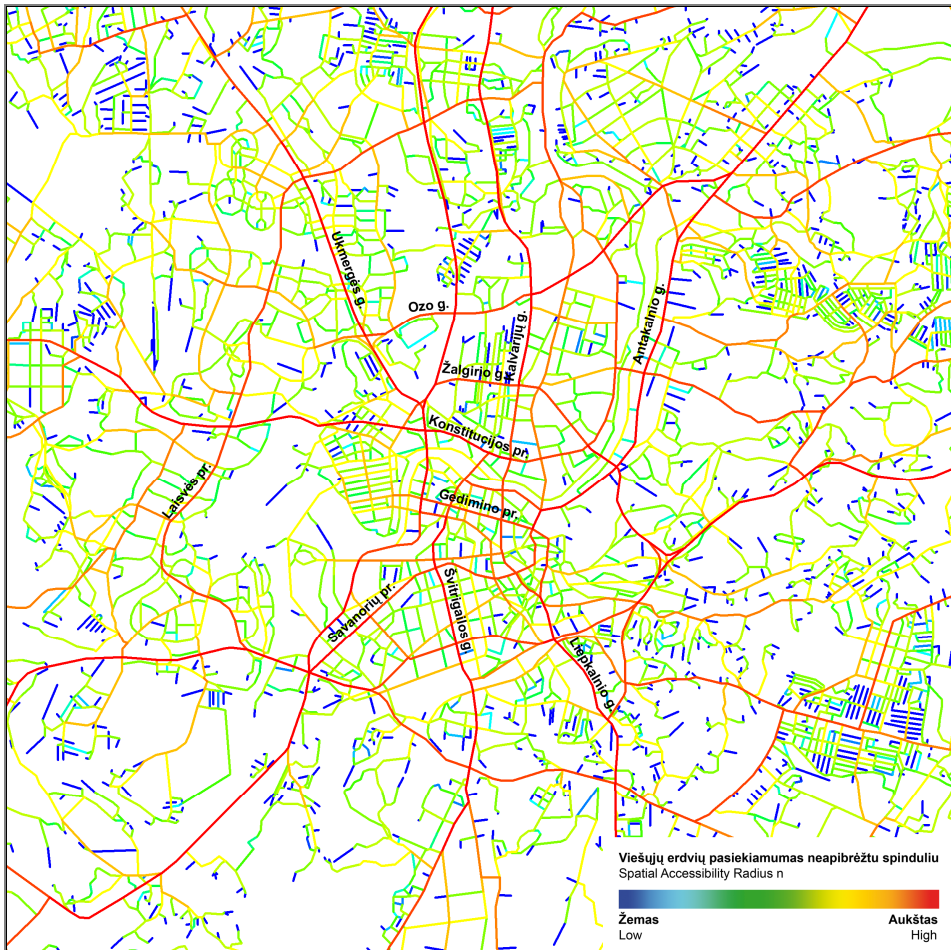 Ukmergės g.
Ozo g.
Kalvarijų g.
Antakalnio g.
Žalgirio g.
Konstitucijos pr.
Laisvės pr.
Gedimino pr.
Savanorių pr.
Švitrigailos g.
Liepkalnio g.
Viešųjų erdvių pasiekiamumas neapibrėžtu spinduliu
Spatial Accessibility Radius n
Žemas Aukštas
Low High